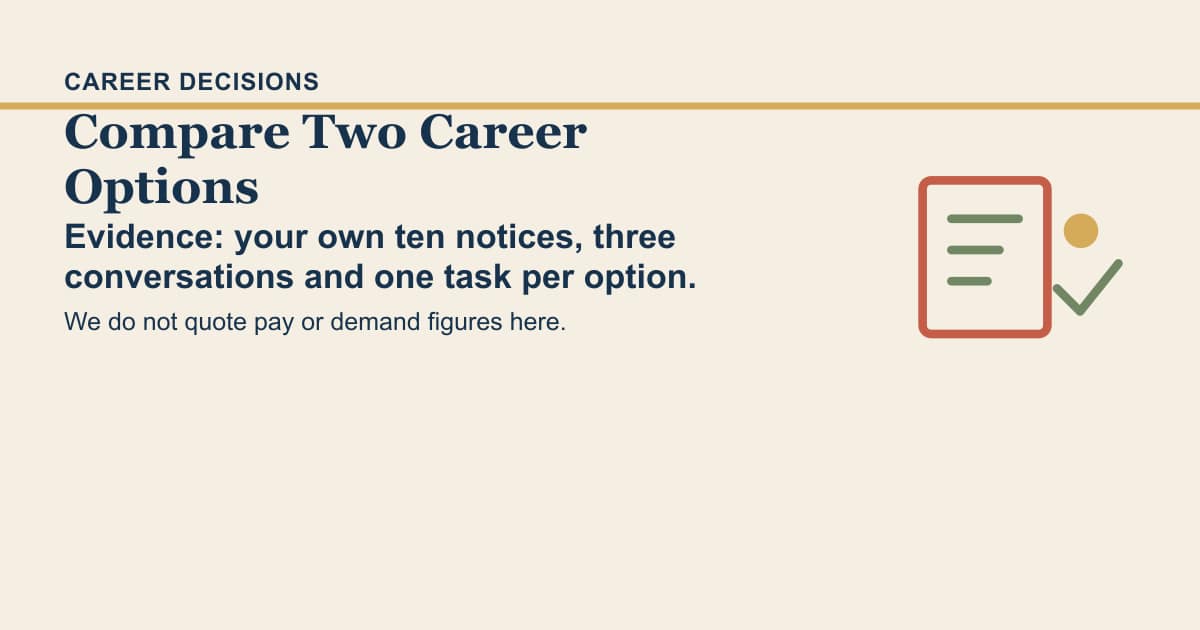 CAREER DECISIONS
Compare Two Career
Options
Evidence: your own ten notices, three
conversations and one task per option.
We do not quote pay or demand figures here.